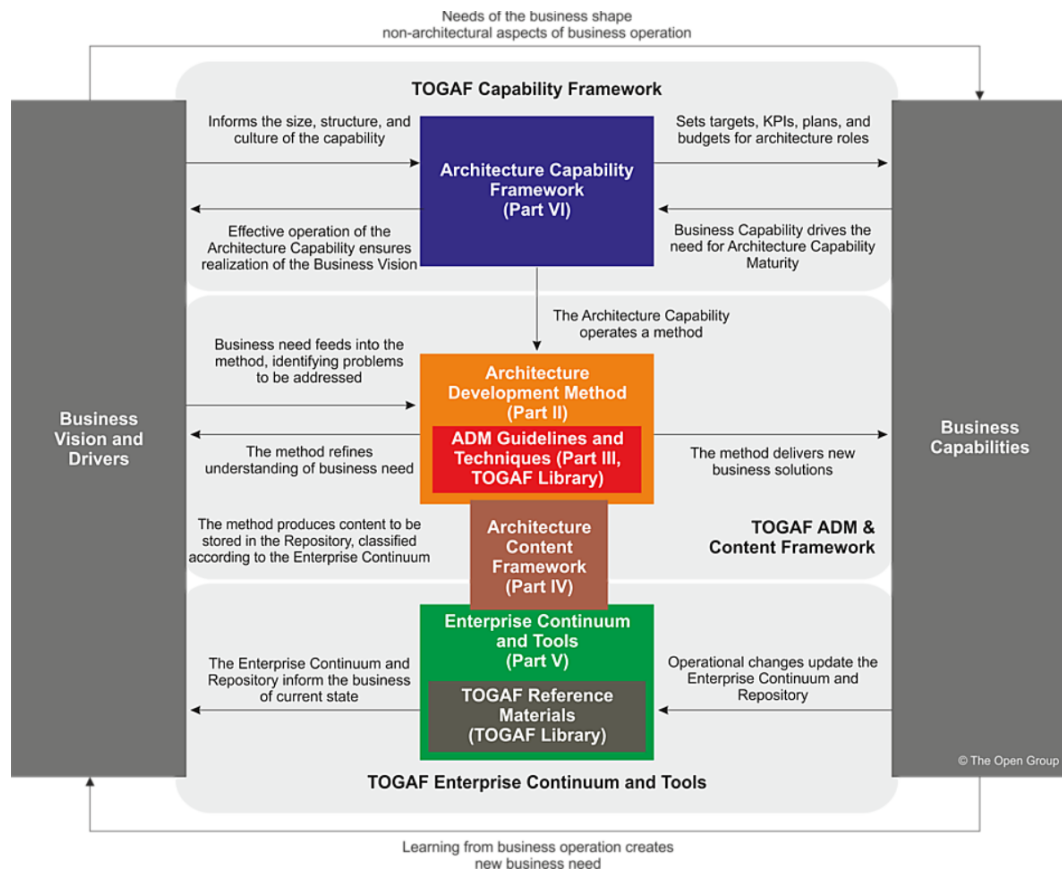 Needs of the business shape
non-architectural aspects of business operation
TOGAF Capability Framework
Informs the size, structure, and
culture of the capability
Architecture Capability
Framework
(Part VI)
Sets targets, KPIs, plans, and
budgets for architecture roles
Effective operation of the
Architecture Capability ensures
realization of the Business Vision
Business Capability drives the
need for Architecture Capability
Maturity
The Architecture Capability
operates a method
Business need feeds into the
method, identifying problems
to be addressed
Architecture
Development Method
(Part II)
Business
Vision and
Drivers
ADM Guidelines and
Techniques (Part III,
TOGAF Library)
Business
Capabilities
The method refines
understanding of business need
The method delivers new
business solutions
The method produces content to be
stored in the Repository, classified
according to the Enterprise Continuum
Architecture
Content
Framework
(Part IV)
TOGAF ADM &
Content Framework
Enterprise Continuum
and Tools
(Part V)
The Enterprise Continuum and
Repository inform the business
of current state
Operational changes update the
Enterprise Continuum and
Repository
TOGAF Reference
Materials
(TOGAF Library)
© The Open Group
TOGAF Enterprise Continuum and Tools
Learning from business operation creates
new business need